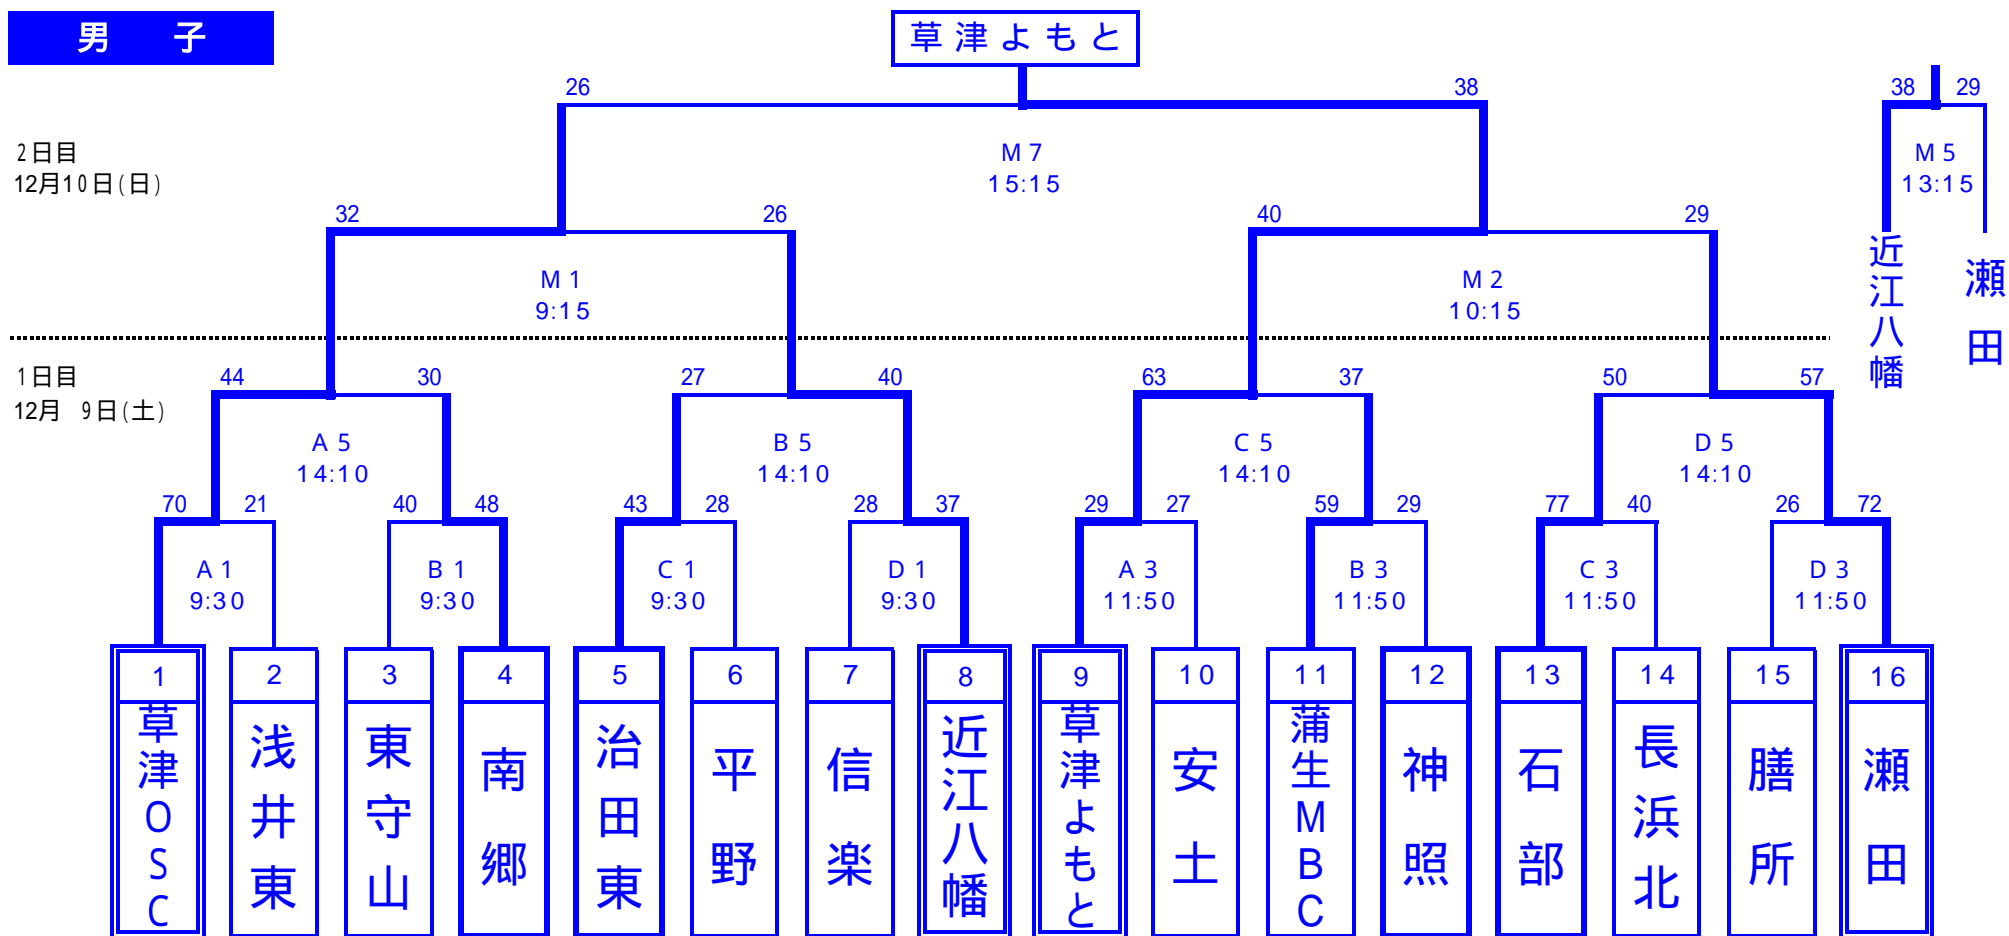 男 子
草津よもと
26 38
38 29
2日目
12月10日(日)
M7
15:15
M5
13:15
32 26 40 29
近江八幡
瀬田
M1
9:15
M2
10:15
1日目
12月 9日(土)
44 30 27 40 63 37 50 57
A5 B5 C5 D5
14:10 14:10 14:10 14:10
70 21 40 48 43 28 28 37 29 27 59 29 77 40 26 72
A1 B1 C1 D1 A3 B3 C3 D3
9:30 9:30 9:30 9:30 11:50 11:50 11:50 11:50
1 2 3 4 5 6 7 8 9 10 11 12 13 14 15 16
草津OSC
浅井東
東守山
南郷
治田東
平野
信楽
近江八幡
草津よもと
安土
蒲生MBC
神照
石部
長浜北
膳所
瀬田